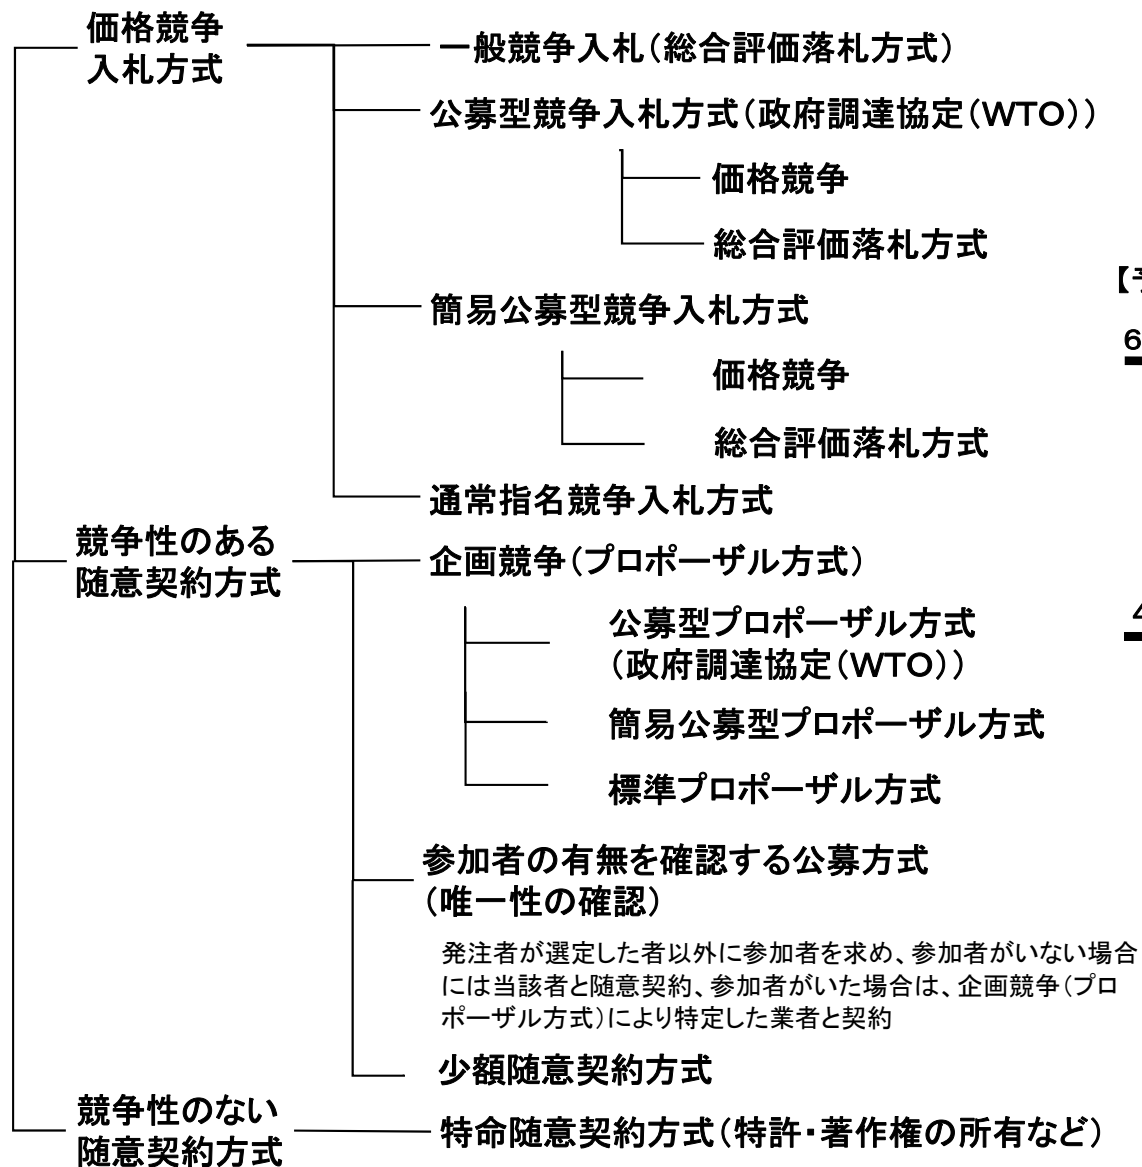 価格競争
入札方式
一般競争入札（総合評価落札方式）
公募型競争入札方式（政府調達協定（ＷＴＯ））
価格競争
総合評価落札方式
簡易公募型競争入札方式
価格競争
総合評価落札方式
通常指名競争入札方式
競争性のある
随意契約方式
企画競争（プロポーザル方式）
公募型プロポーザル方式
（政府調達協定（ＷＴＯ））
簡易公募型プロポーザル方式
標準プロポーザル方式
参加者の有無を確認する公募方式
（唯一性の確認）
発注者が選定した者以外に参加者を求め、参加者がいない場合
には当該者と随意契約、参加者がいた場合は、企画競争（プロ
ポーザル方式）により特定した業者と契約
少額随意契約方式
競争性のない
随意契約方式
特命随意契約方式（特許・著作権の所有など）
6